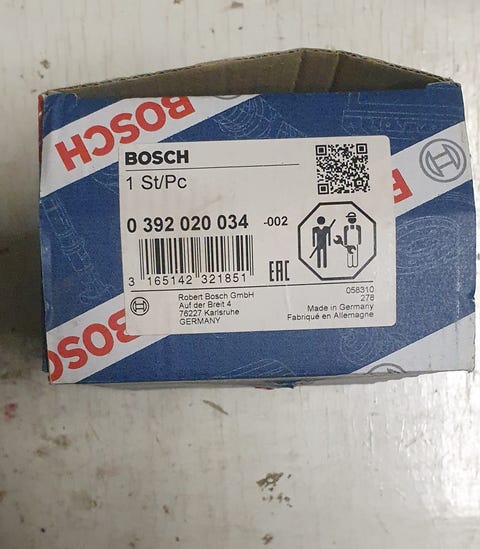 BOSCH
BOSCH
1 St/Pc
0 392 020 034 -002
3 165142 321851
EAC
Robert Bosch GmbH
Auf der Breit 4
76227 Karlsruhe
GERMANY
058310
278
Made in Germany
Fabriqué en Allemagne
BOSC